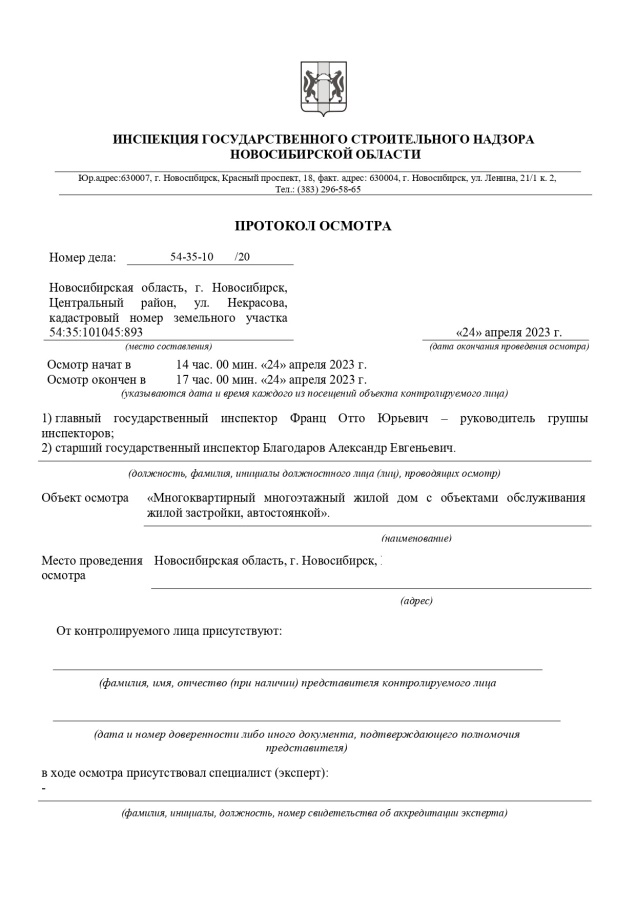 ИНСПЕКЦИЯ ГОСУДАРСТВЕННОГО СТРОИТЕЛЬНОГО НАДЗОРА
НОВОСИБИРСКОЙ ОБЛАСТИ
Юр.адрес:630007, г. Новосибирск, Красный проспект, 18, факт. адрес: 630004, г. Новосибирск, ул. Ленина, 21/1 к. 2,
Тел.: (383) 296-58-65
ПРОТОКОЛ ОСМОТРА
Номер дела: 54-35-10 /20
Новосибирская область, г. Новосибирск,
Центральный район, ул. Некрасова,
кадастровый номер земельного участка
54:35:101045:893
«24» апреля 2023 г.
(место составления)
(дата окончания проведения осмотра)
Осмотр начат в 14 час. 00 мин. «24» апреля 2023 г.
Осмотр окончен в 17 час. 00 мин. «24» апреля 2023 г.
(указываются дата и время каждого из посещений объекта контролируемого лица)
1) главный государственный инспектор Франц Отто Юрьевич – руководитель группы
инспекторов;
2) старший государственный инспектор Благодаров Александр Евгеньевич.
(должность, фамилия, инициалы должностного лица (лиц), проводящих осмотр)
Объект осмотра «Многоквартирный многоэтажный жилой дом с объектами обслуживания
жилой застройки, автостоянкой».
(наименование)
Место проведения Новосибирская область, г. Новосибирск,
осмотра
(адрес)
От контролируемого лица присутствуют:
(фамилия, имя, отчество (при наличии) представителя контролируемого лица
(дата и номер доверенности либо иного документа, подтверждающего полномочия
представителя)
в ходе осмотра присутствовал специалист (эксперт):
-
(фамилия, инициалы, должность, номер свидетельства об аккредитации эксперта)